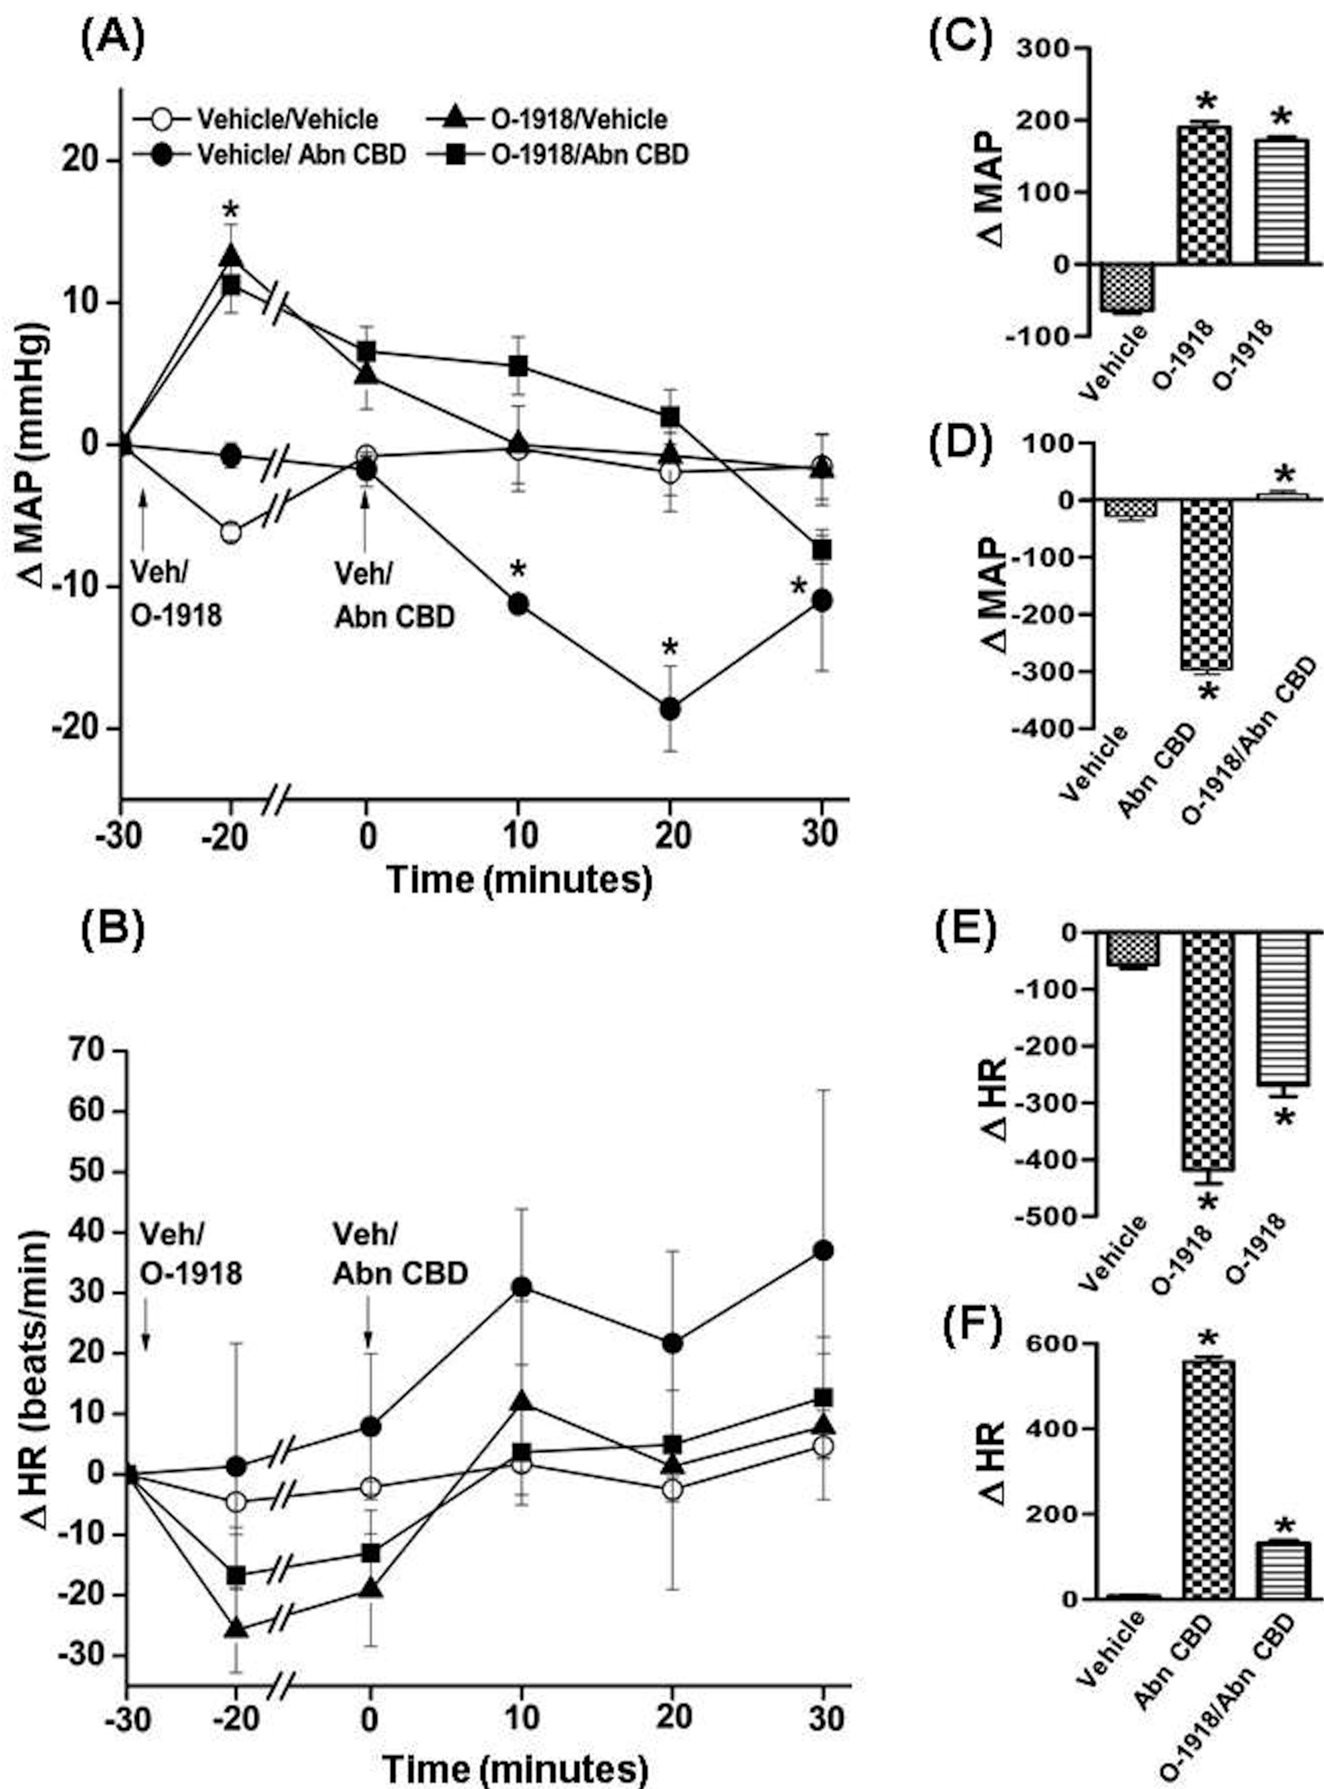 (A)
Vehicle/Vehicle
O-1918/Vehicle
Vehicle/ Abn CBD
O-1918/Abn CBD
20
10
0
-10
-20
Δ MAP (mmHg)
*
*
*
*
Veh/
O-1918
Veh/
Abn CBD
-30
-20
0
10
20
30
Time (minutes)
(B)
70
60
50
40
30
20
10
0
-10
-20
-30
Δ HR (beats/min)
Veh/
O-1918
Veh/
Abn CBD
-30
-20
0
10
20
30
Time (minutes)
(C)
300
200
100
0
-100
Δ MAP
*
*
Vehicle
O-1918
O-1918
(D)
100
0
-100
-200
-300
-400
Δ MAP
*
*
Vehicle
Abn CBD
O-1918/Abn CBD
(E)
0
-100
-200
-300
-400
-500
Δ HR
*
*
Vehicle
O-1918
O-1918
(F)
600
400
200
0
Δ HR
*
*
Vehicle
Abn CBD
O-1918/Abn CBD